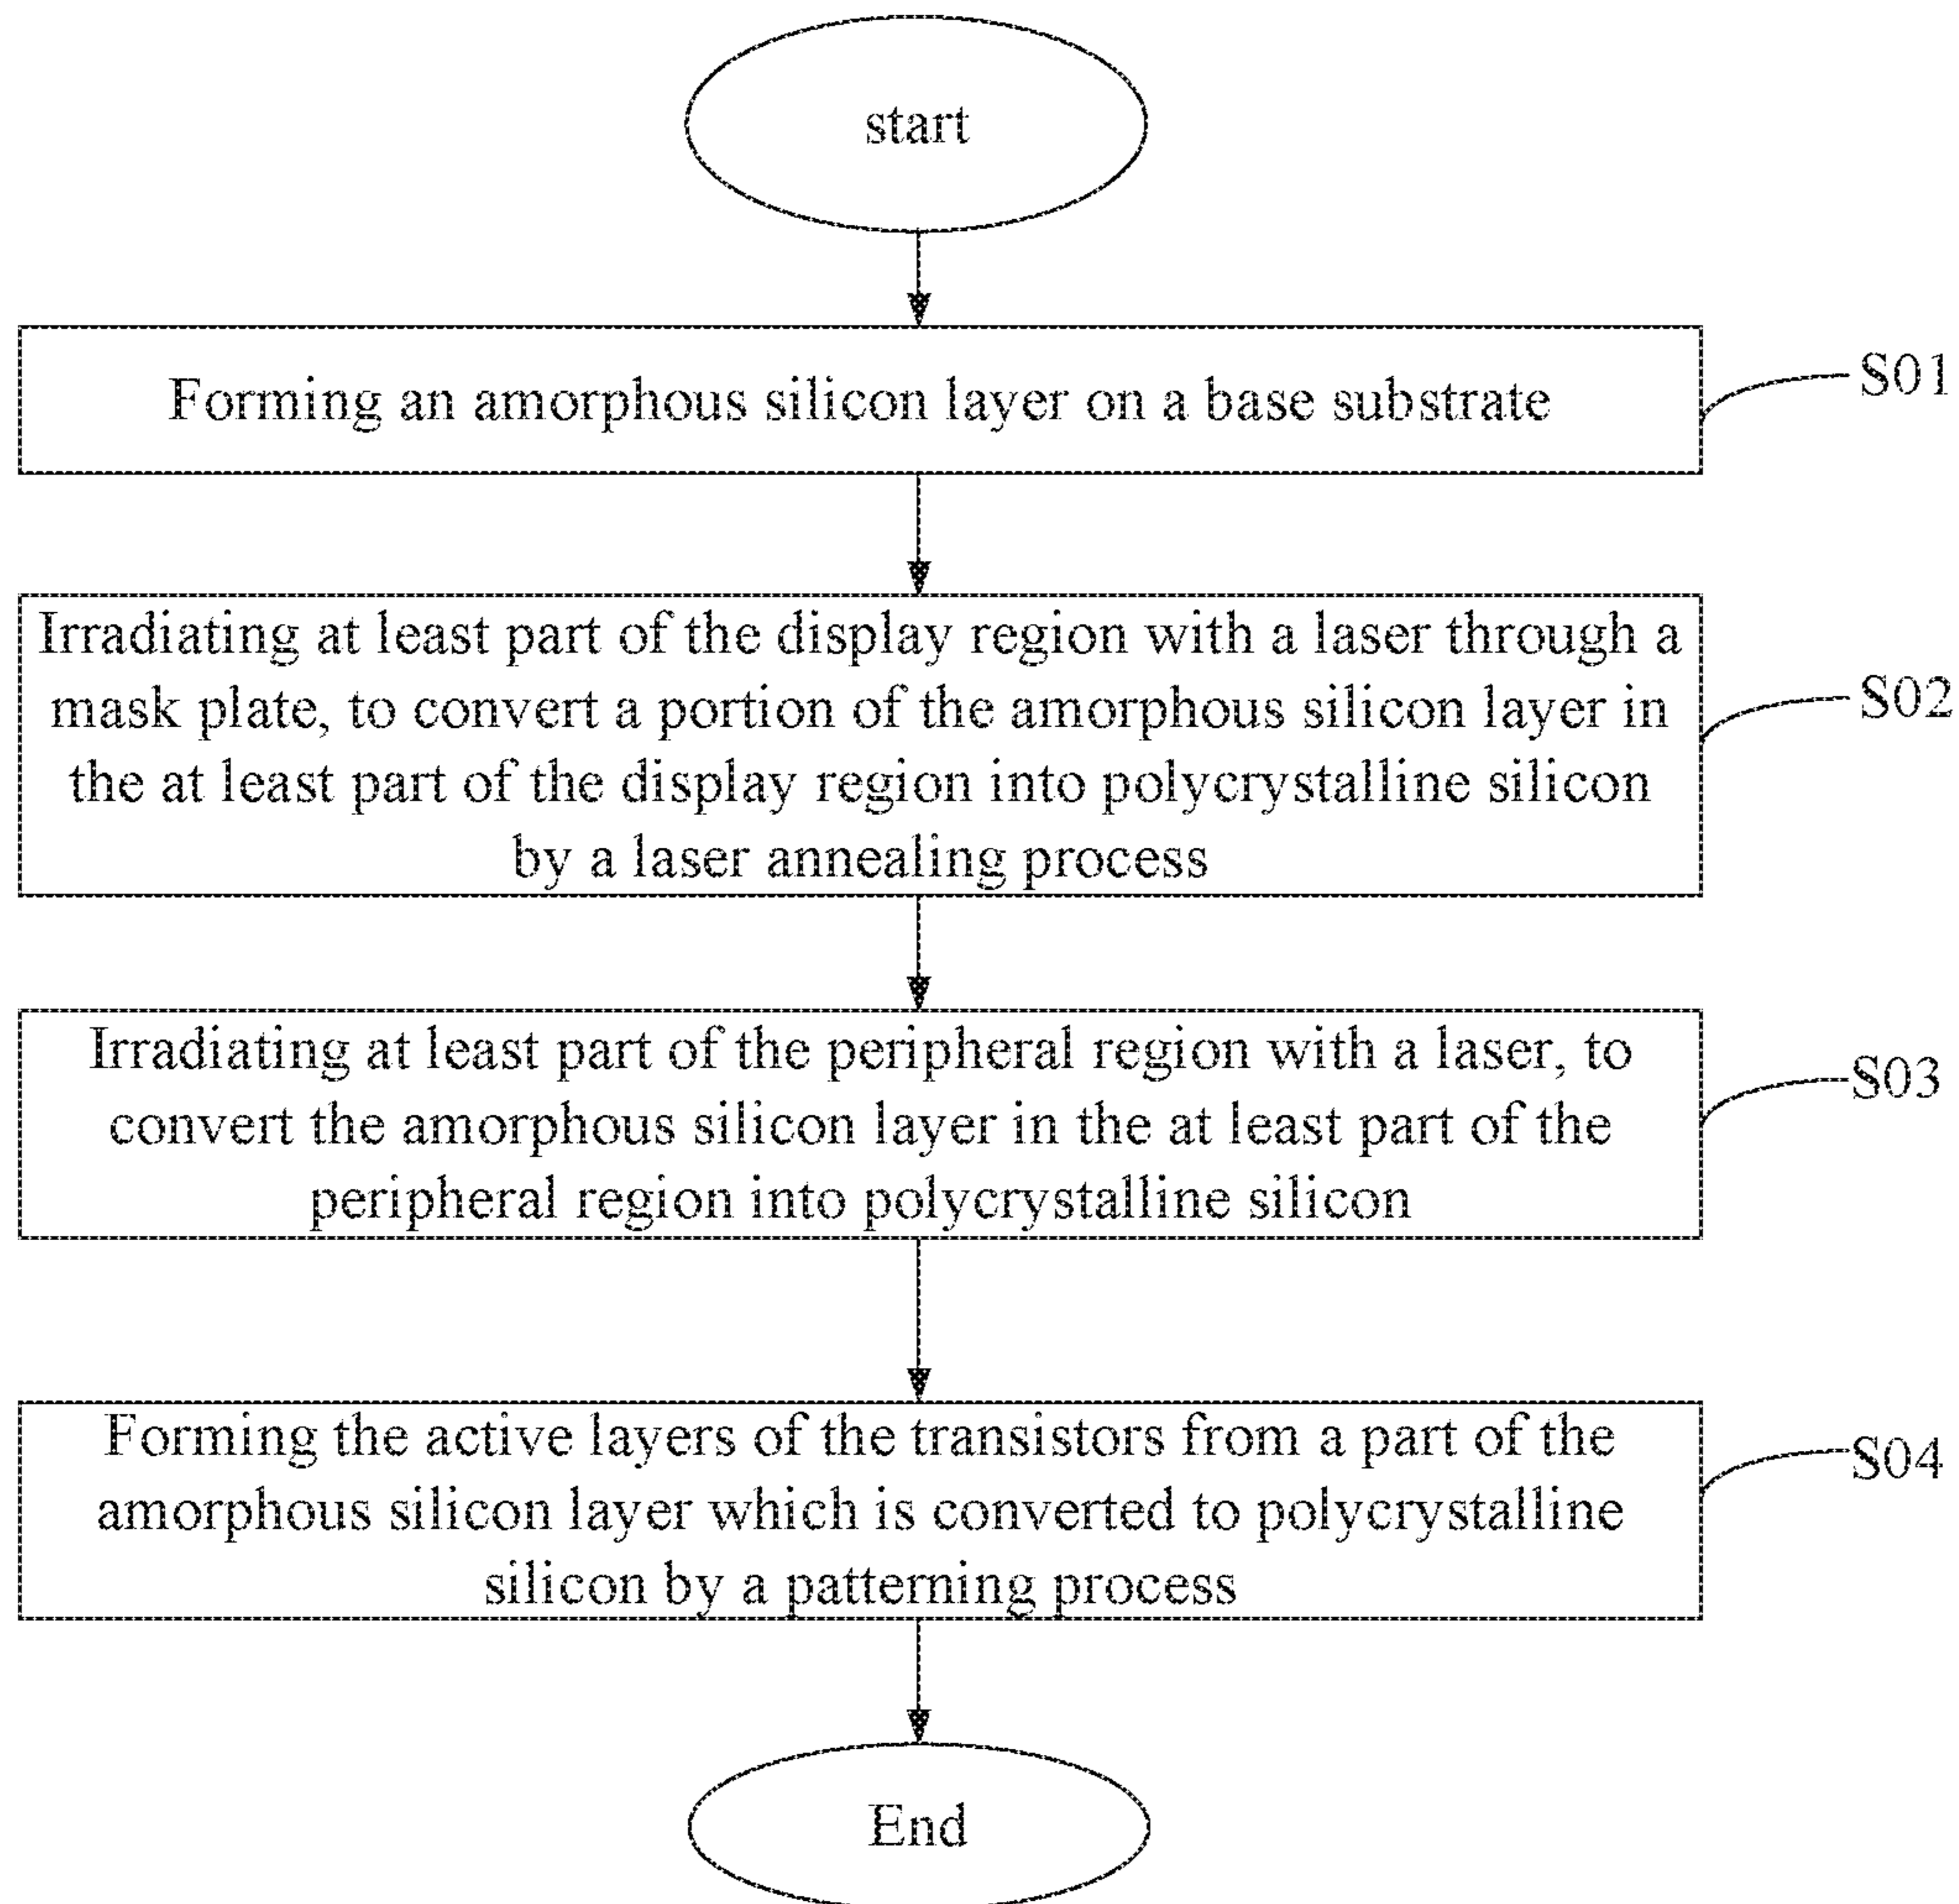 start
Forming an amorphous silicon layer on a base substrate
S01
Irradiating at least part of the display region with a laser through a
mask plate, to convert a portion of the amorphous silicon layer in
the at least part of the display region into polycrystalline silicon
by a laser annealing process
S02
Irradiating at least part of the peripheral region with a laser, to
convert the amorphous silicon layer in the at least part of the
peripheral region into polycrystalline silicon
S03
Forming the active layers of the transistors from a part of the
amorphous silicon layer which is converted to polycrystalline
silicon by a patterning process
S04
End